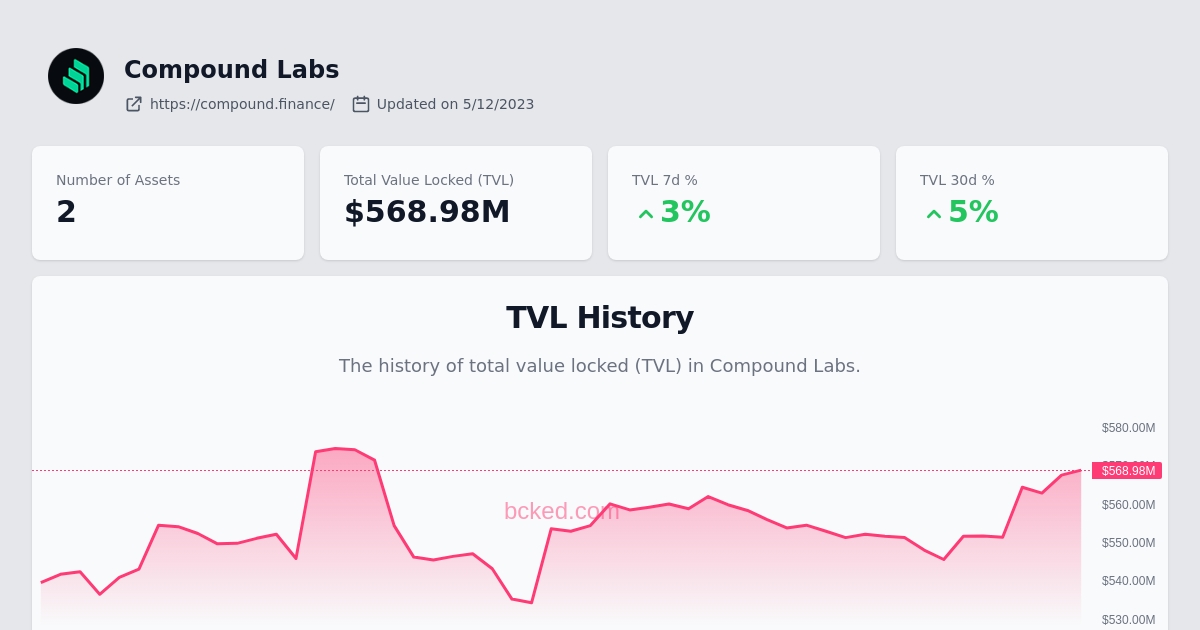 Compound Labs
https://compound.finance/ Updated on 5/12/2023
Number of Assets
2
Total Value Locked (TVL)
$568.98M
TVL 7d %
3%
TVL 30d %
5%
TVL History
The history of total value locked (TVL) in Compound Labs.
$580.00M
$568.98M
bcked.com
$560.00M
$550.00M
$540.00M
$530.00M